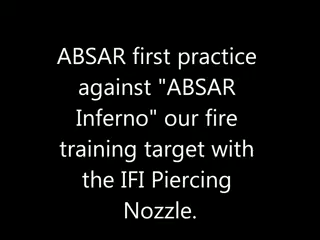 ABSAR first practice
against "ABSAR
Inferno" our fire
training target with
the IFI Piercing
Nozzle.